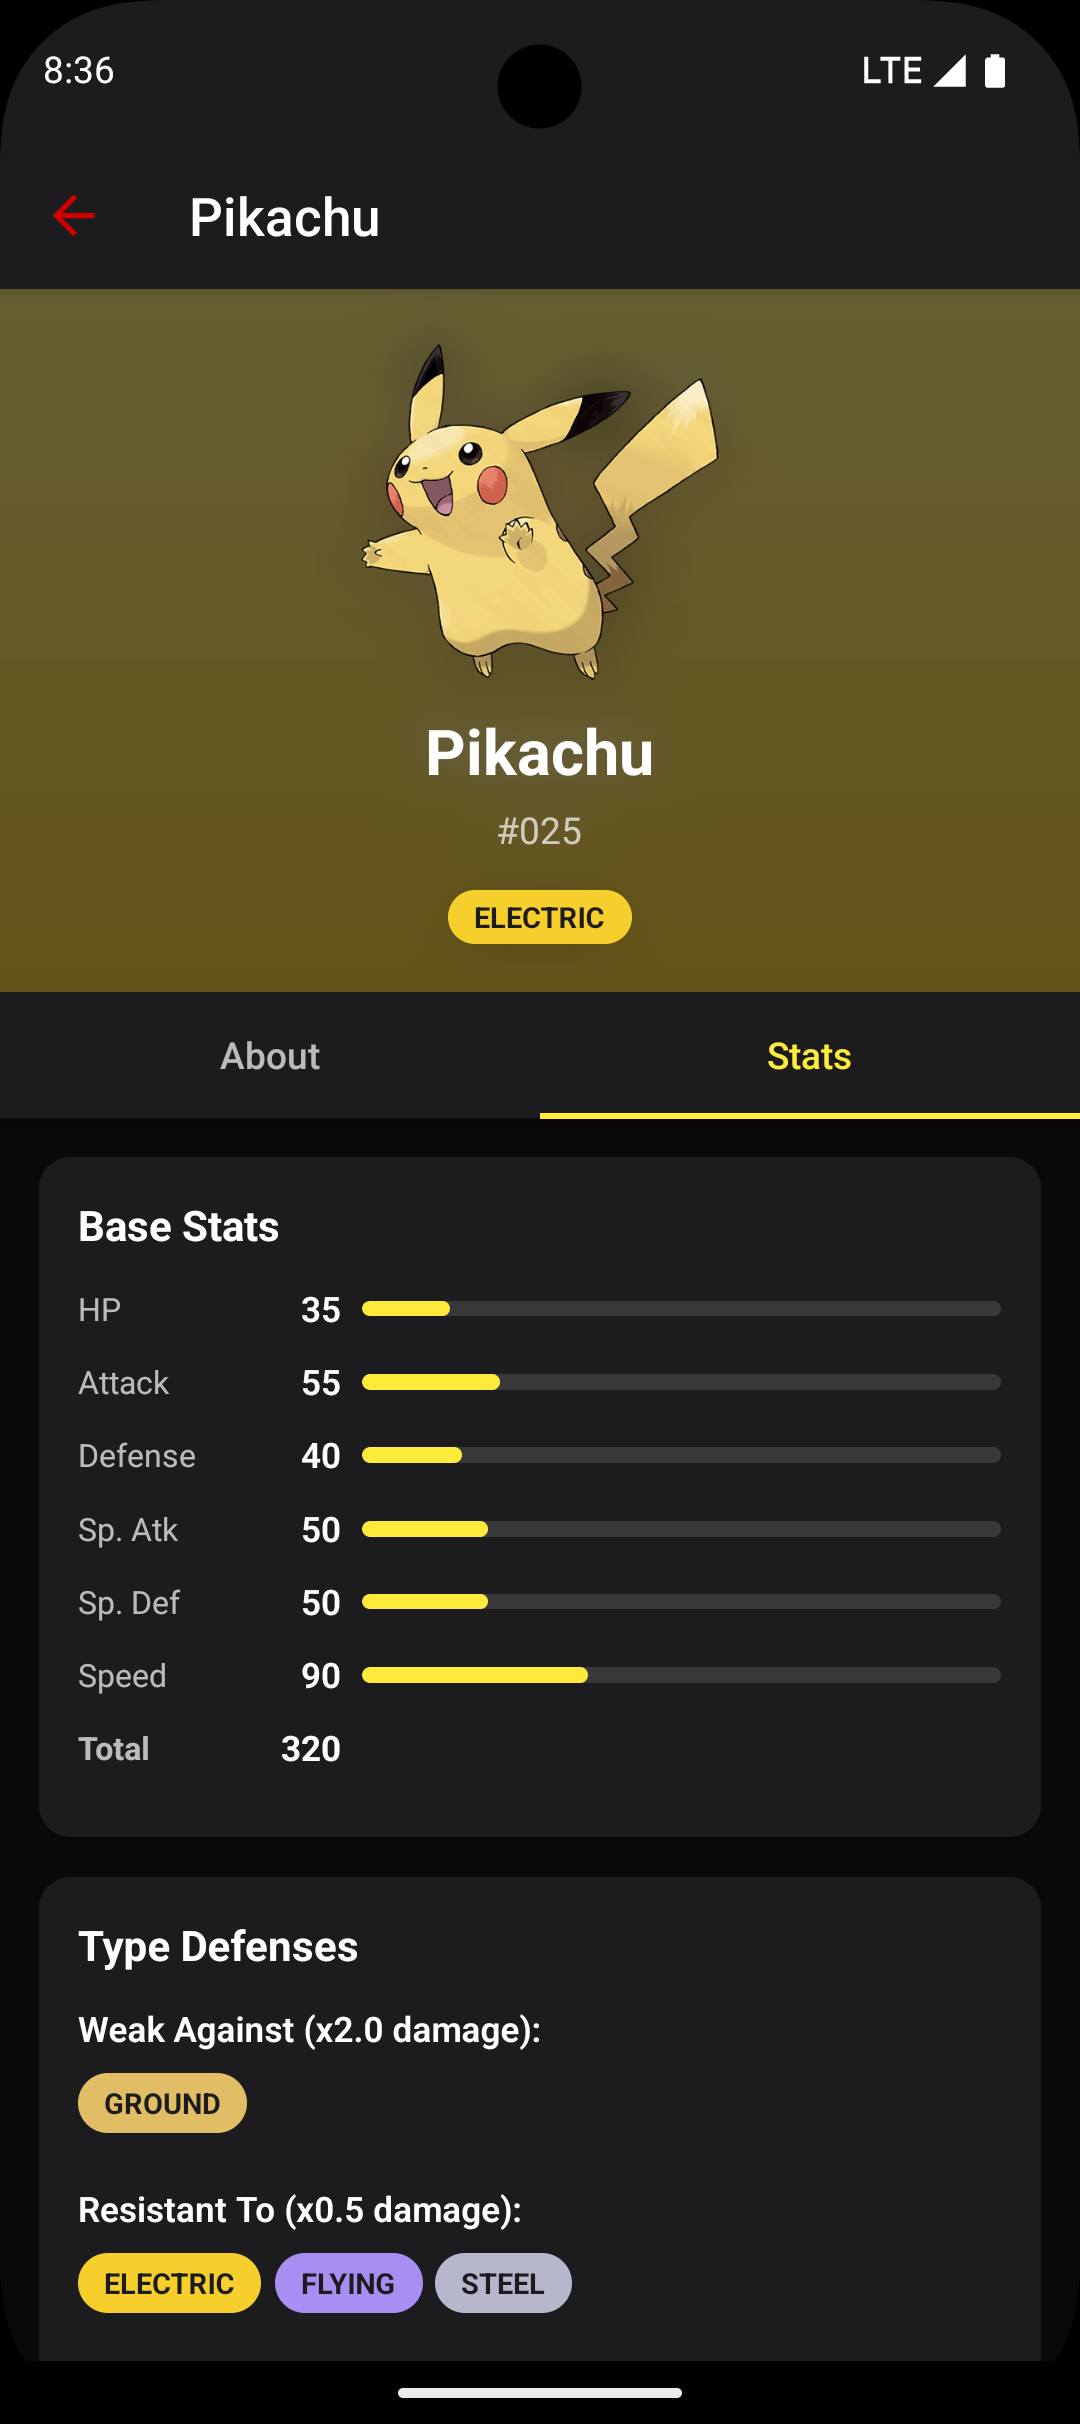 8:36 LTE
Pikachu
Pikachu
#025
ELECTRIC
About Stats
Base Stats
HP 35
Attack 55
Defense 40
Sp. Atk 50
Sp. Def 50
Speed 90
Total 320
Type Defenses
Weak Against (x2.0 damage):
GROUND
Resistant To (x0.5 damage):
ELECTRIC FLYING STEEL